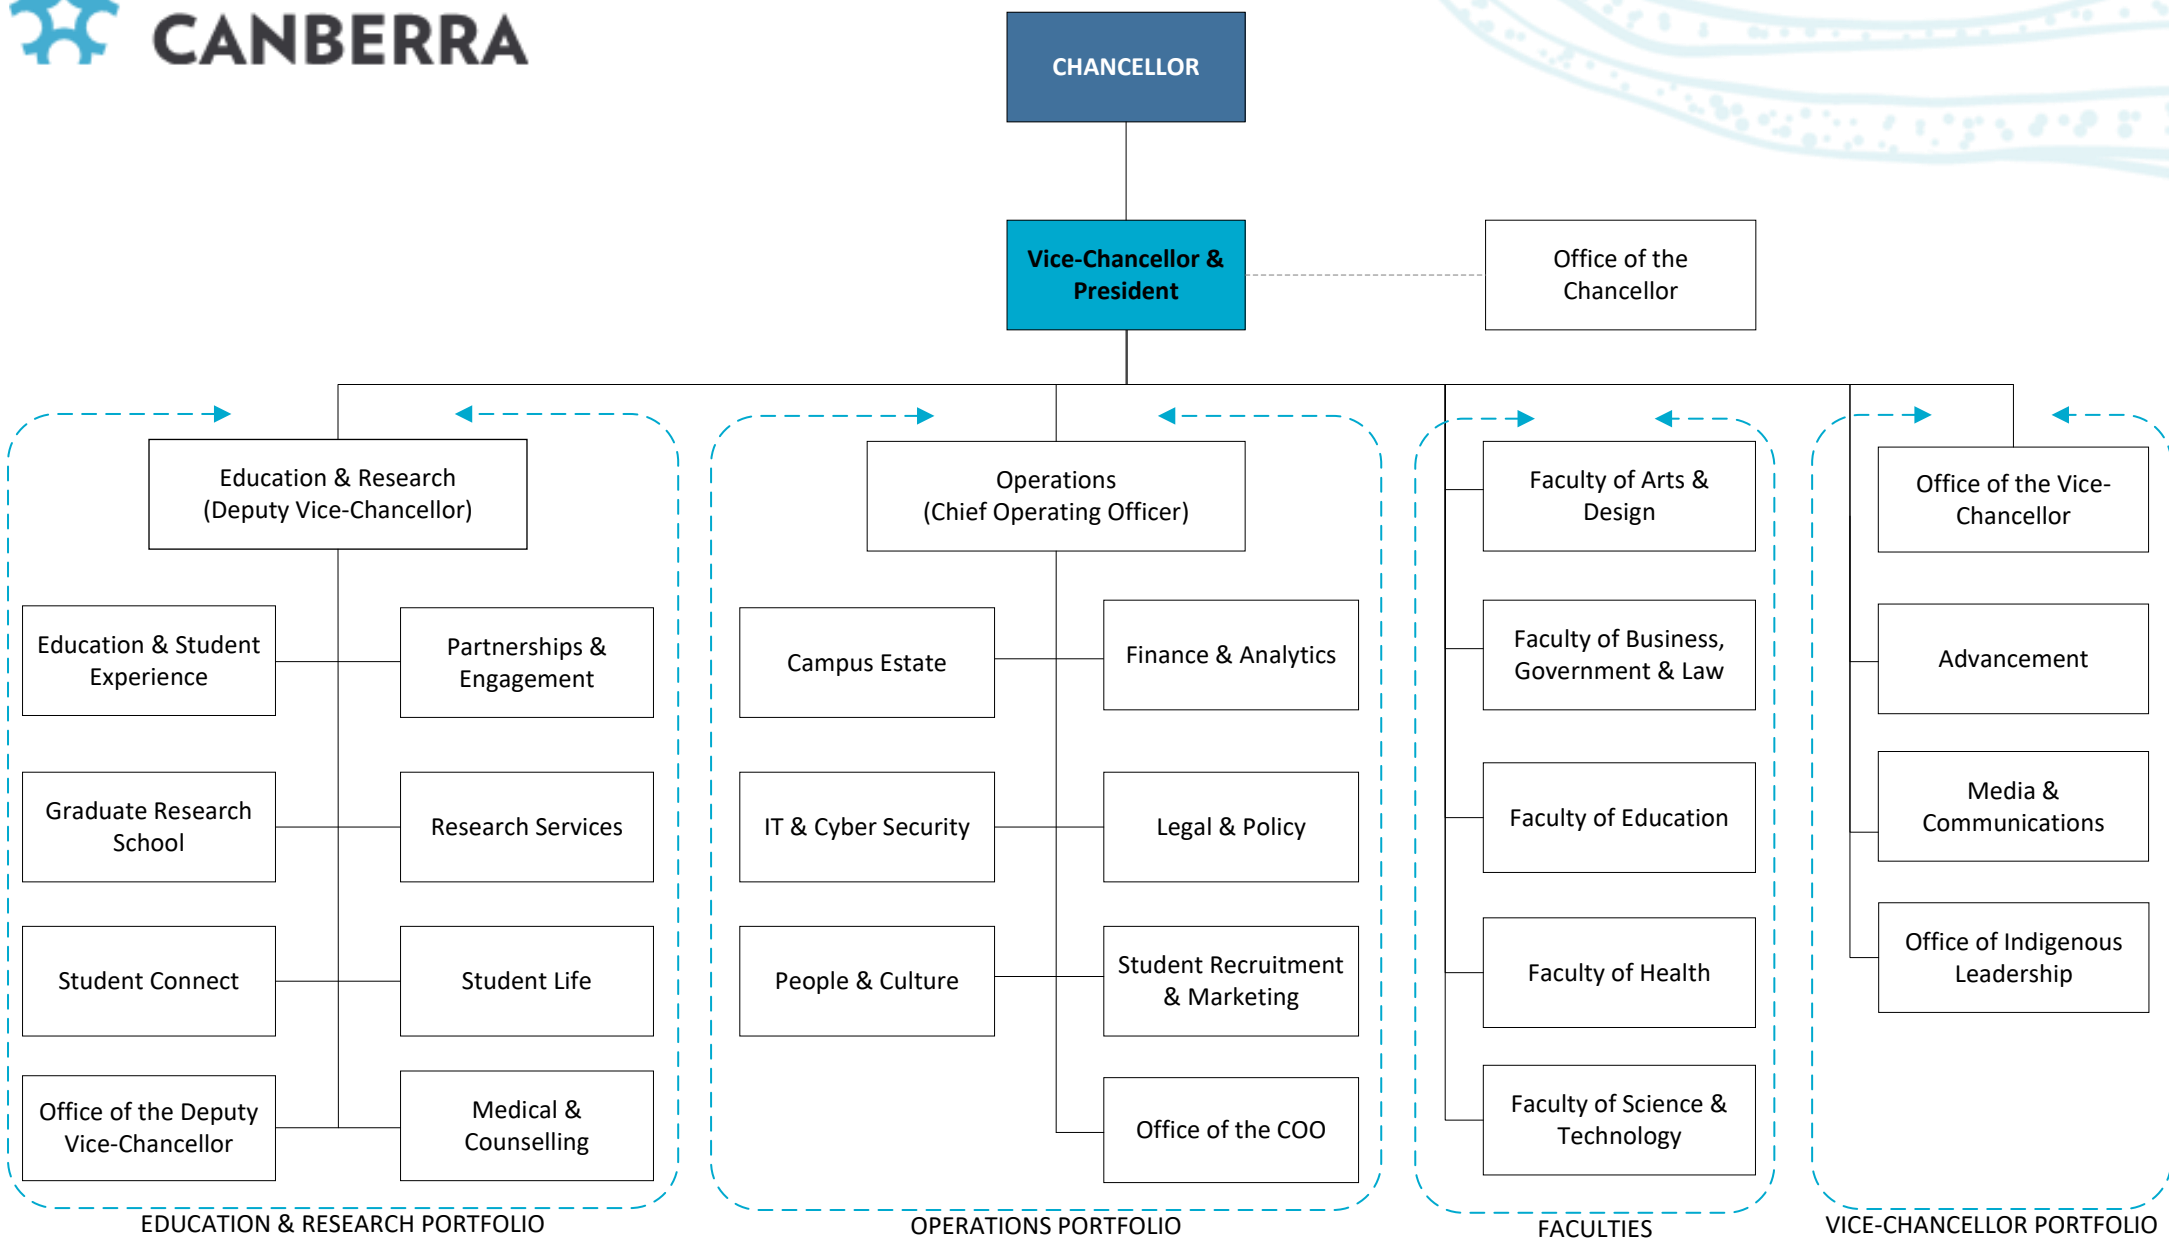 CANBERRA
CHANCELLOR
Vice-Chancellor &
President
Office of the
Chancellor
Education & Research
(Deputy Vice-Chancellor)
Education & Student
Experience
Partnerships &
Engagement
Graduate Research
School
Research Services
Student Connect
Student Life
Office of the Deputy
Vice-Chancellor
Medical &
Counselling
EDUCATION & RESEARCH PORTFOLIO
Operations
(Chief Operating Officer)
Campus Estate
Finance & Analytics
IT & Cyber Security
Legal & Policy
People & Culture
Student Recruitment
& Marketing
Office of the COO
OPERATIONS PORTFOLIO
Faculty of Arts &
Design
Faculty of Business,
Government & Law
Faculty of Education
Faculty of Health
Faculty of Science &
Technology
FACULTIES
Office of the Vice-
Chancellor
Advancement
Media &
Communications
Office of Indigenous
Leadership
VICE-CHANCELLOR PORTFOLIO